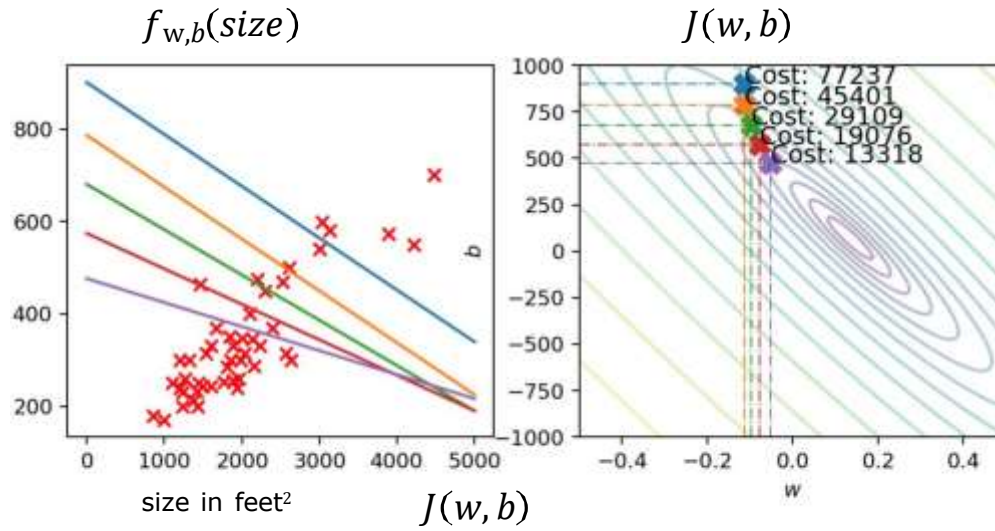 f_{w,b}(size)
J(w, b)
800
600
400
200
0
1000
2000
3000
4000
5000
size in feet²
1000
750
500
250
0
−250
−500
−750
−1000
b
Cost: 77237
Cost: 45401
Cost: 29109
Cost: 19076
Cost: 13318
−0.4
−0.2
0.0
0.2
0.4
w
J(w, b)